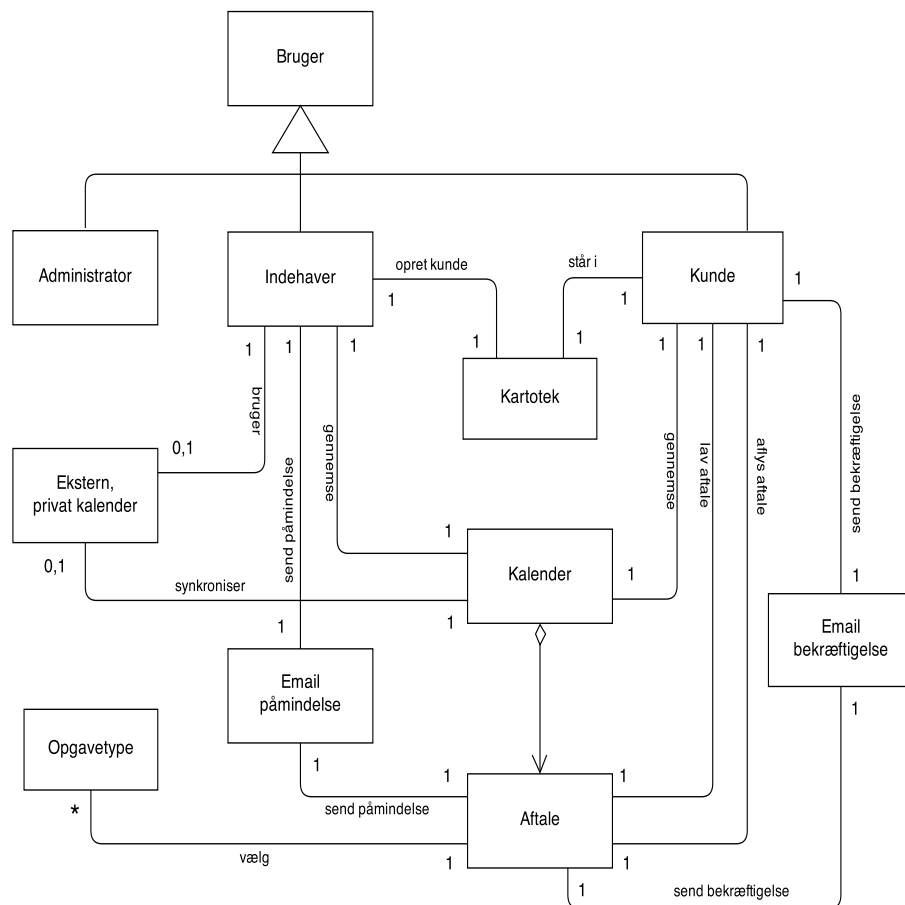 Bruger
Administrator
Indehaver
Kunde
opret kunde
står i
1
1
1
1
1
1
1
1
1
1
1
1
Kartotek
bruger
gennemse
send påmindelse
gennemse
lav aftale
aflys aftale
send bekræftigelse
0,1
Ekstern,
privat kalender
0,1
synkroniser
1
1
Kalender
1
1
1
Email
påmindelse
1
Email
bekræftigelse
1
Opgavetype
*
1
send påmindelse
1
1
Aftale
vælg
1
1
1
send bekræftigelse